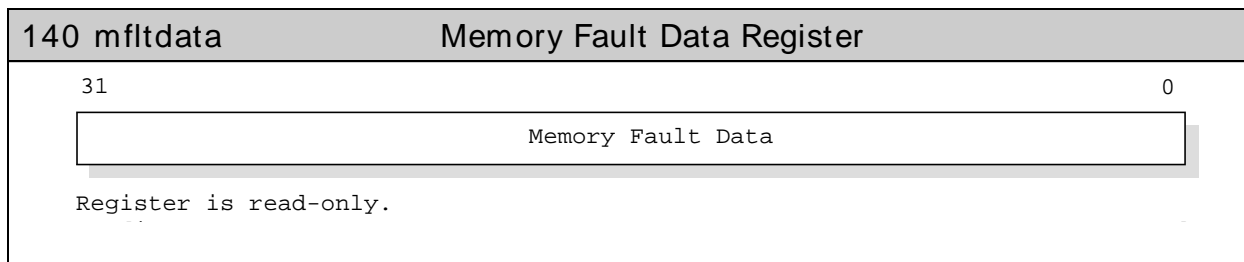 140 mfltdata Memory Fault Data Register
31 0
Memory Fault Data
Register is read-only.